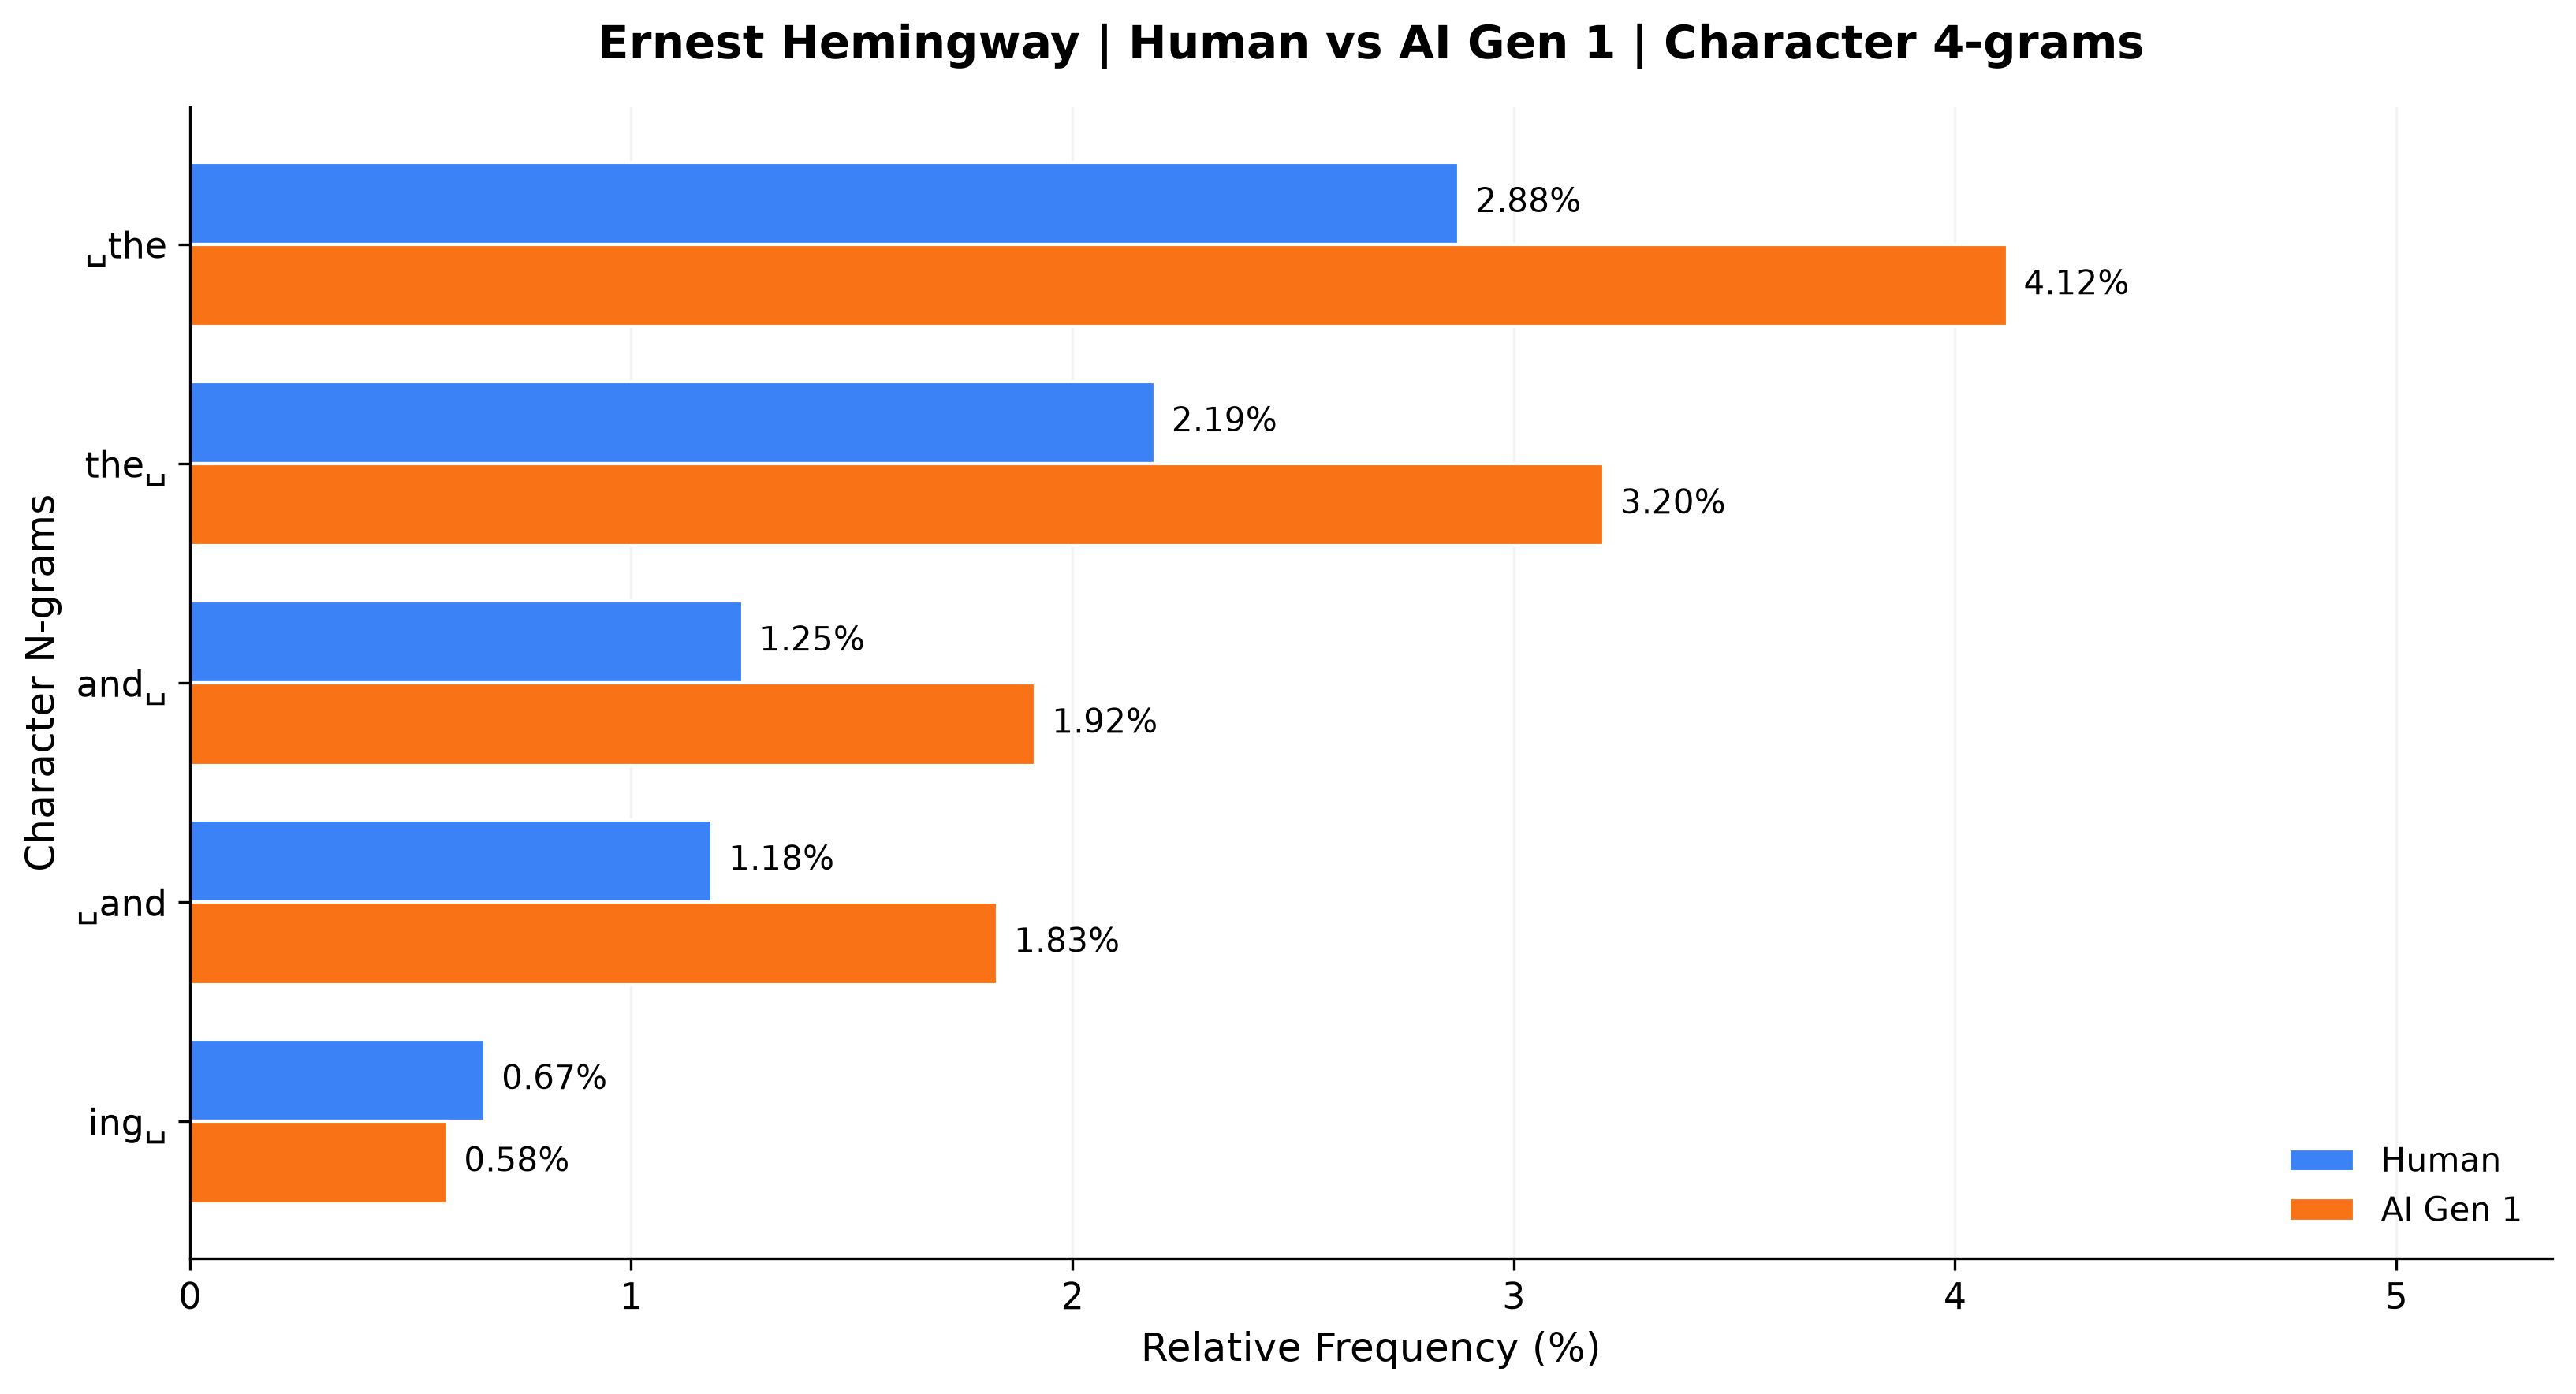 Ernest Hemingway | Human vs AI Gen 1 | Character 4-grams
Character N-grams
␣the
2.88%
4.12%
the␣
2.19%
3.20%
and␣
1.25%
1.92%
␣and
1.18%
1.83%
ing␣
0.67%
0.58%
Human
AI Gen 1
0 1 2 3 4 5
Relative Frequency (%)